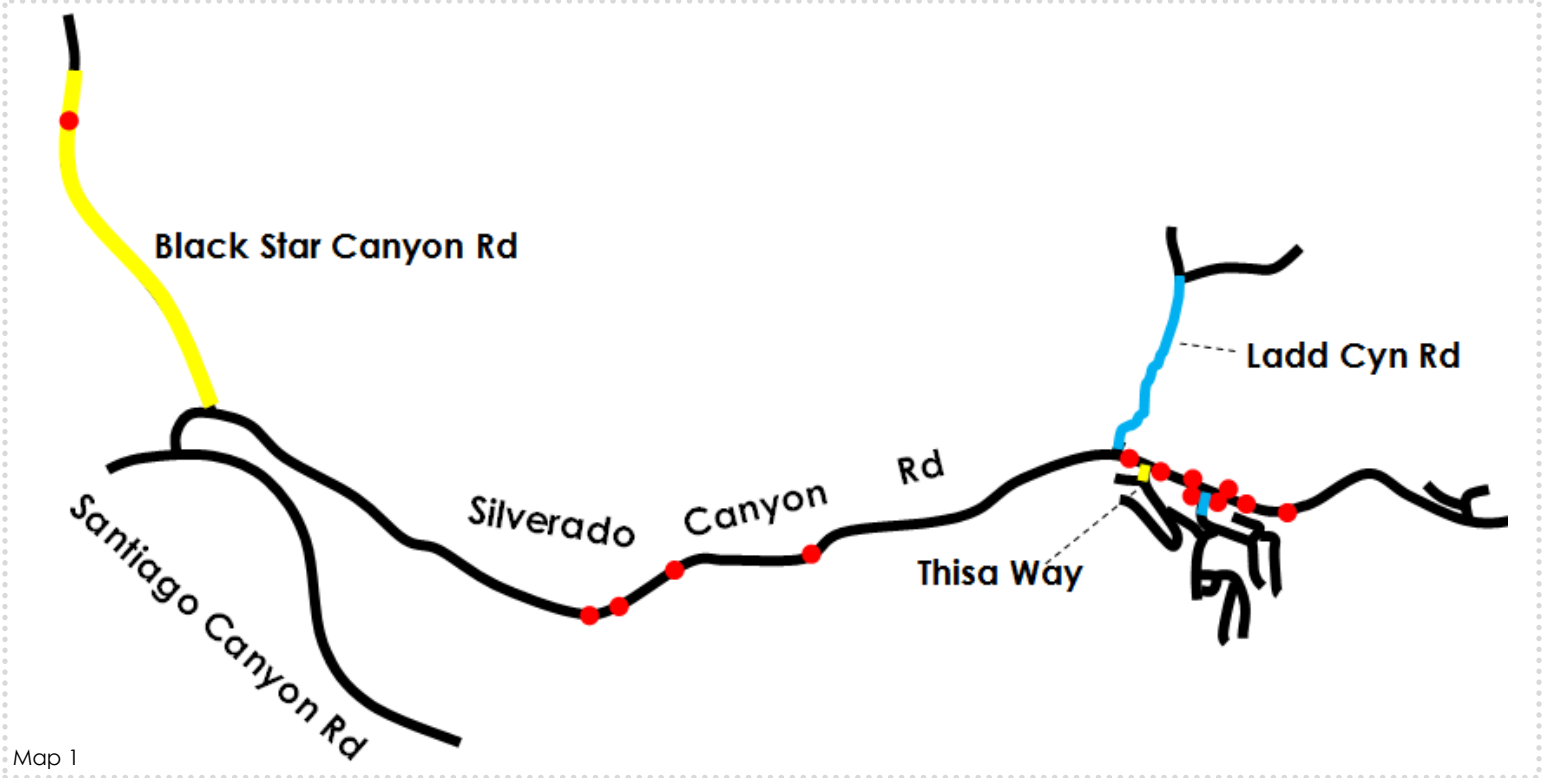 Black Star Canyon Rd
Ladd Cyn Rd
Silverado Canyon Rd
Thisa Way
Santiago Canyon Rd
Map 1